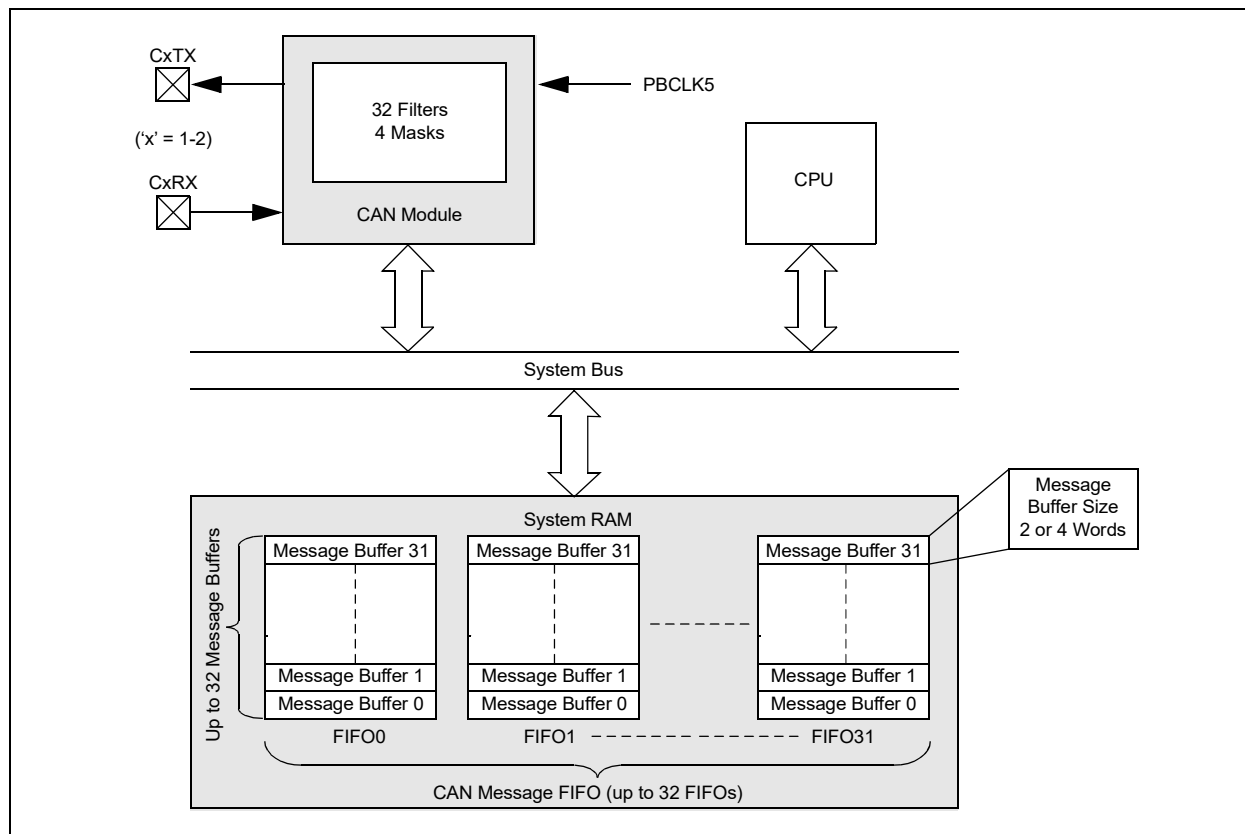 CxTX
PBCLK5
32 Filters
4 Masks
(‘x’ = 1-2)
CxRX
CAN Module
CPU
System Bus
Message
Buffer Size
2 or 4 Words
System RAM
Up to 32 Message Buffers
Message Buffer 31
Message Buffer 31
Message Buffer 31
Message Buffer 1
Message Buffer 1
Message Buffer 1
Message Buffer 0
Message Buffer 0
Message Buffer 0
FIFO0
FIFO1
FIFO31
CAN Message FIFO (up to 32 FIFOs)